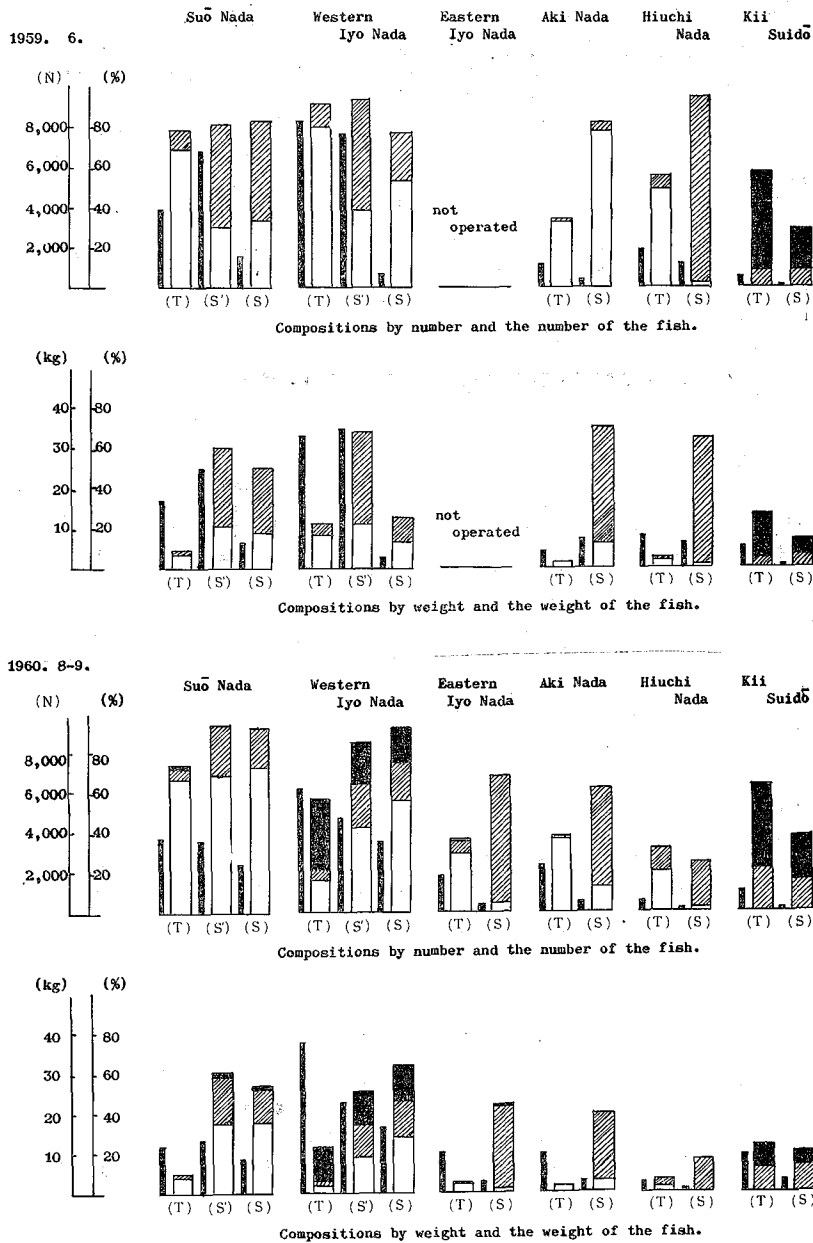 Suō Nada Western Eastern Aki Nada Hiuchi Kii
1959. 6. Iyo Nada Iyo Nada Nada Suidō
(N) (%)
8,000 80
6,000 60
4,000 40
not
operated
2,000 20
(T) (S') (S) (T) (S') (S) (T) (S) (T) (S) (T) (S)
Compositions by number and the number of the fish.
(kg) (%)
40 80
30 60
20 40
not
operated
10 20
(T) (S') (S) (T) (S') (S) (T) (S) (T) (S) (T) (S)
Compositions by weight and the weight of the fish.
1960. 8-9.
Suō Nada Western Eastern Aki Nada Hiuchi Kii
(N) (%) Iyo Nada Iyo Nada Nada Suidō
8,000 80
6,000 60
4,000 40
2,000 20
(T) (S') (S) (T) (S') (S) (T) (S) (T) (S) (T) (S) (T) (S)
Compositions by number and the number of the fish.
(kg) (%)
40 80
30 60
20 40
10 20
(T) (S') (S) (T) (S') (S) (T) (S) (T) (S) (T) (S) (T) (S)
Compositions by weight and the weight of the fish.